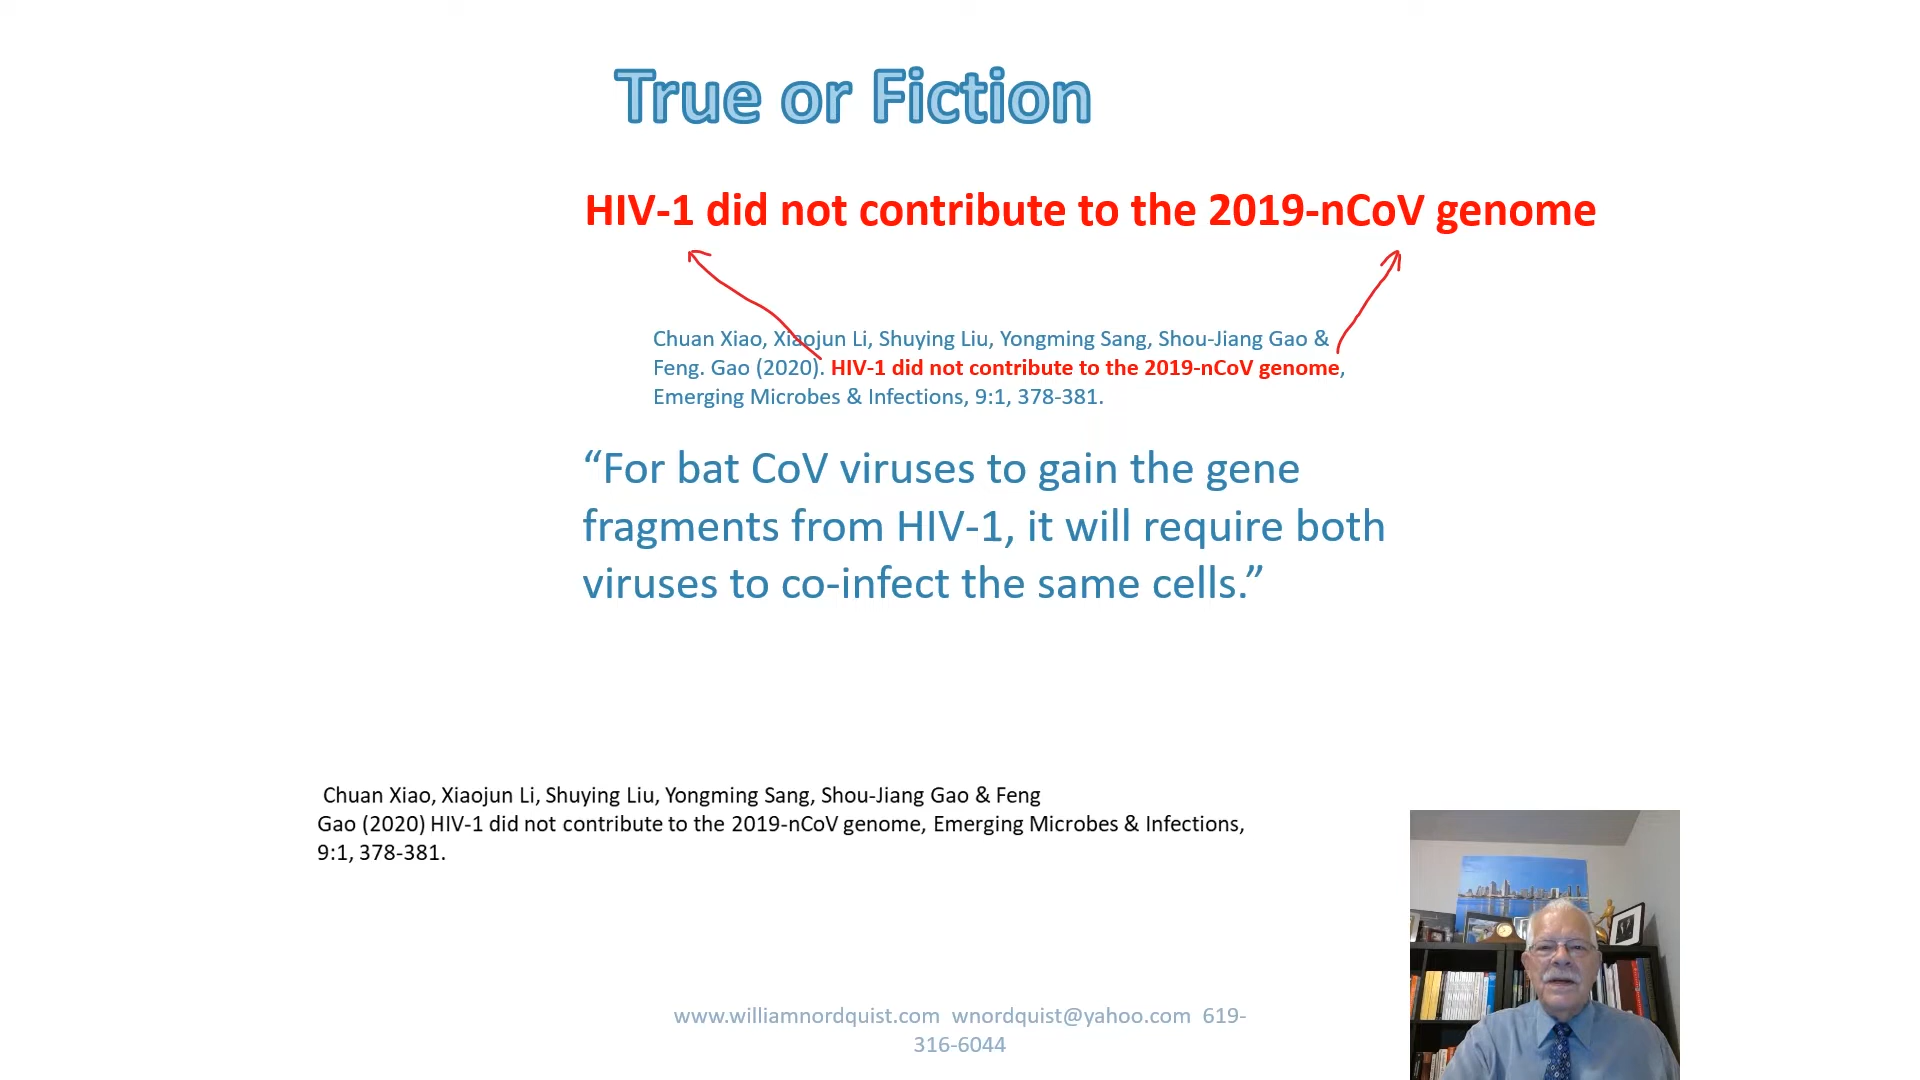 True or Fiction
HIV-1 did not contribute to the 2019-nCoV genome
Chuan Xiao, Xiaojun Li, Shuying Liu, Yongming Sang, Shou-Jiang Gao &
Feng. Gao (2020). HIV-1 did not contribute to the 2019-nCoV genome,
Emerging Microbes & Infections, 9:1, 378-381.
“For bat CoV viruses to gain the gene
fragments from HIV-1, it will require both
viruses to co-infect the same cells.”
Chuan Xiao, Xiaojun Li, Shuying Liu, Yongming Sang, Shou-Jiang Gao & Feng
Gao (2020) HIV-1 did not contribute to the 2019-nCoV genome, Emerging Microbes & Infections,
9:1, 378-381.
www.williamnordquist.com wnordquist@yahoo.com 619-
316-6044